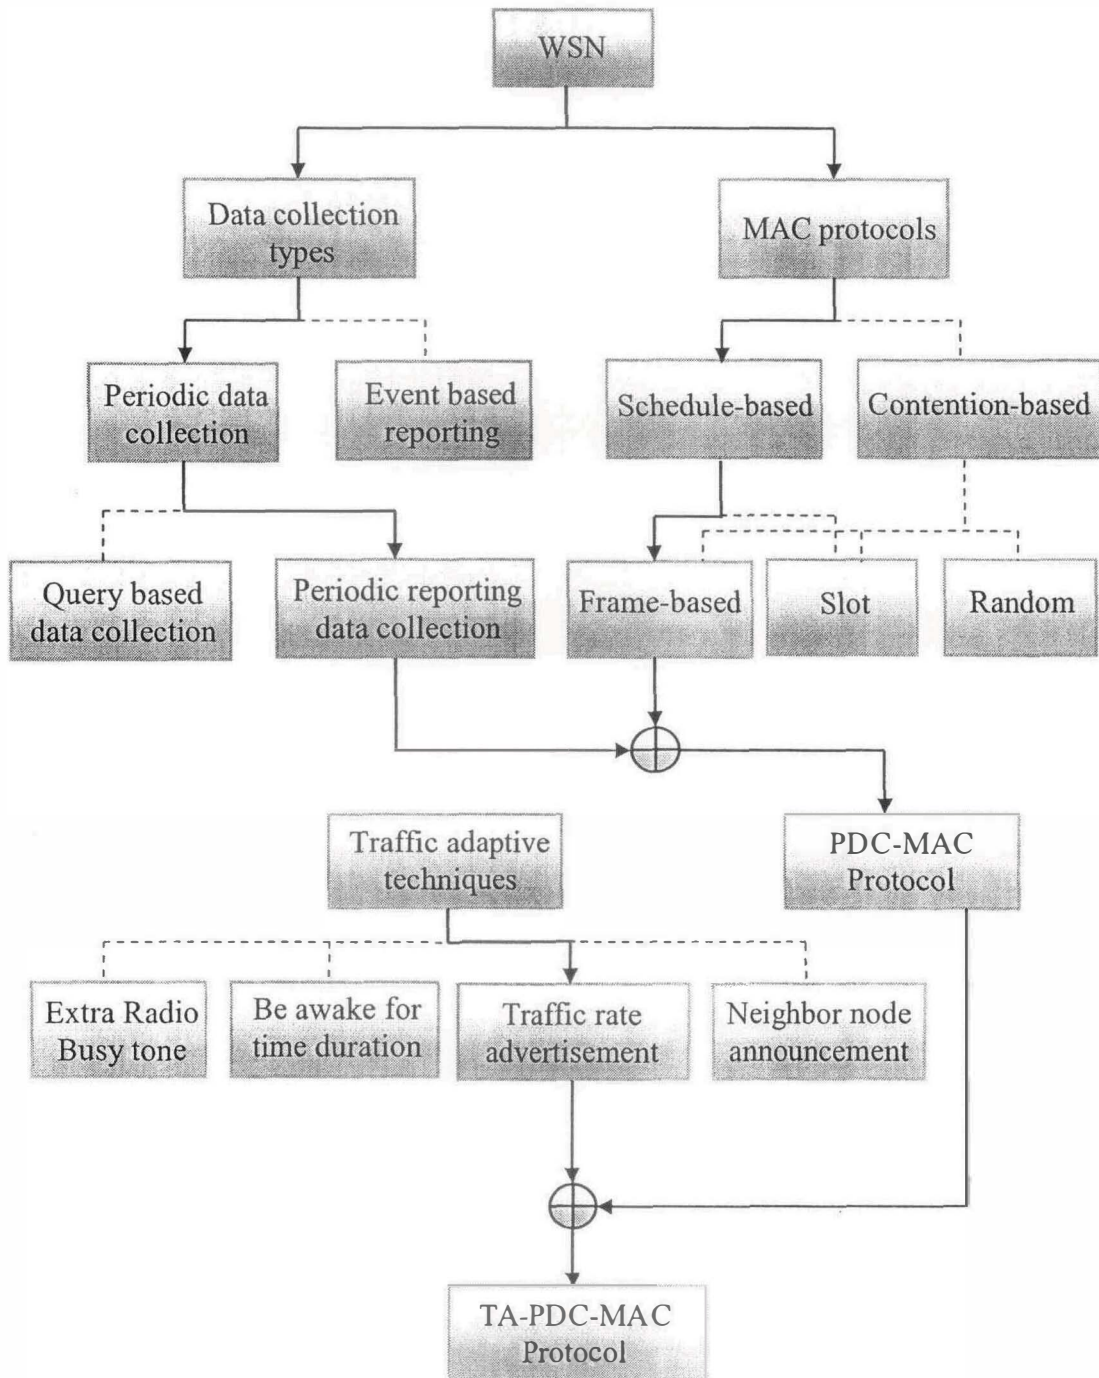 WSN
Data collection
types
MAC protocols
Periodic data
collection
Event based
reporting
Schedule-based
Contention-based
Query based
data collection
Periodic reporting
data collection
Frame-based
Slot
Random
Traffic adaptive
techniques
PDC-MAC
Protocol
Extra Radio
Busy tone
Be awake for
time duration
Traffic rate
advertisement
Neighbor node
announcement
TA-PDC-MAC
Protocol